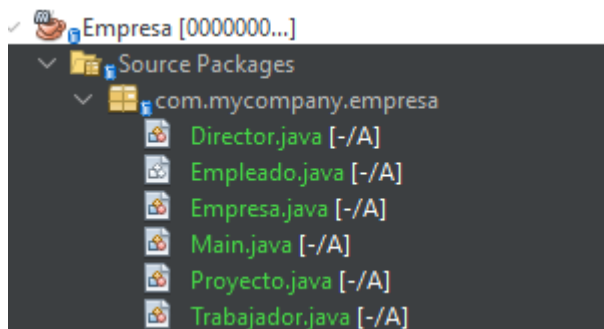 Empresa [0000000...]
Source Packages
com.mycompany.empresa
Director.java [-/A]
Empleado.java [-/A]
Empresa.java [-/A]
Main.java [-/A]
Proyecto.java [-/A]
Trabajador.java [-/A]